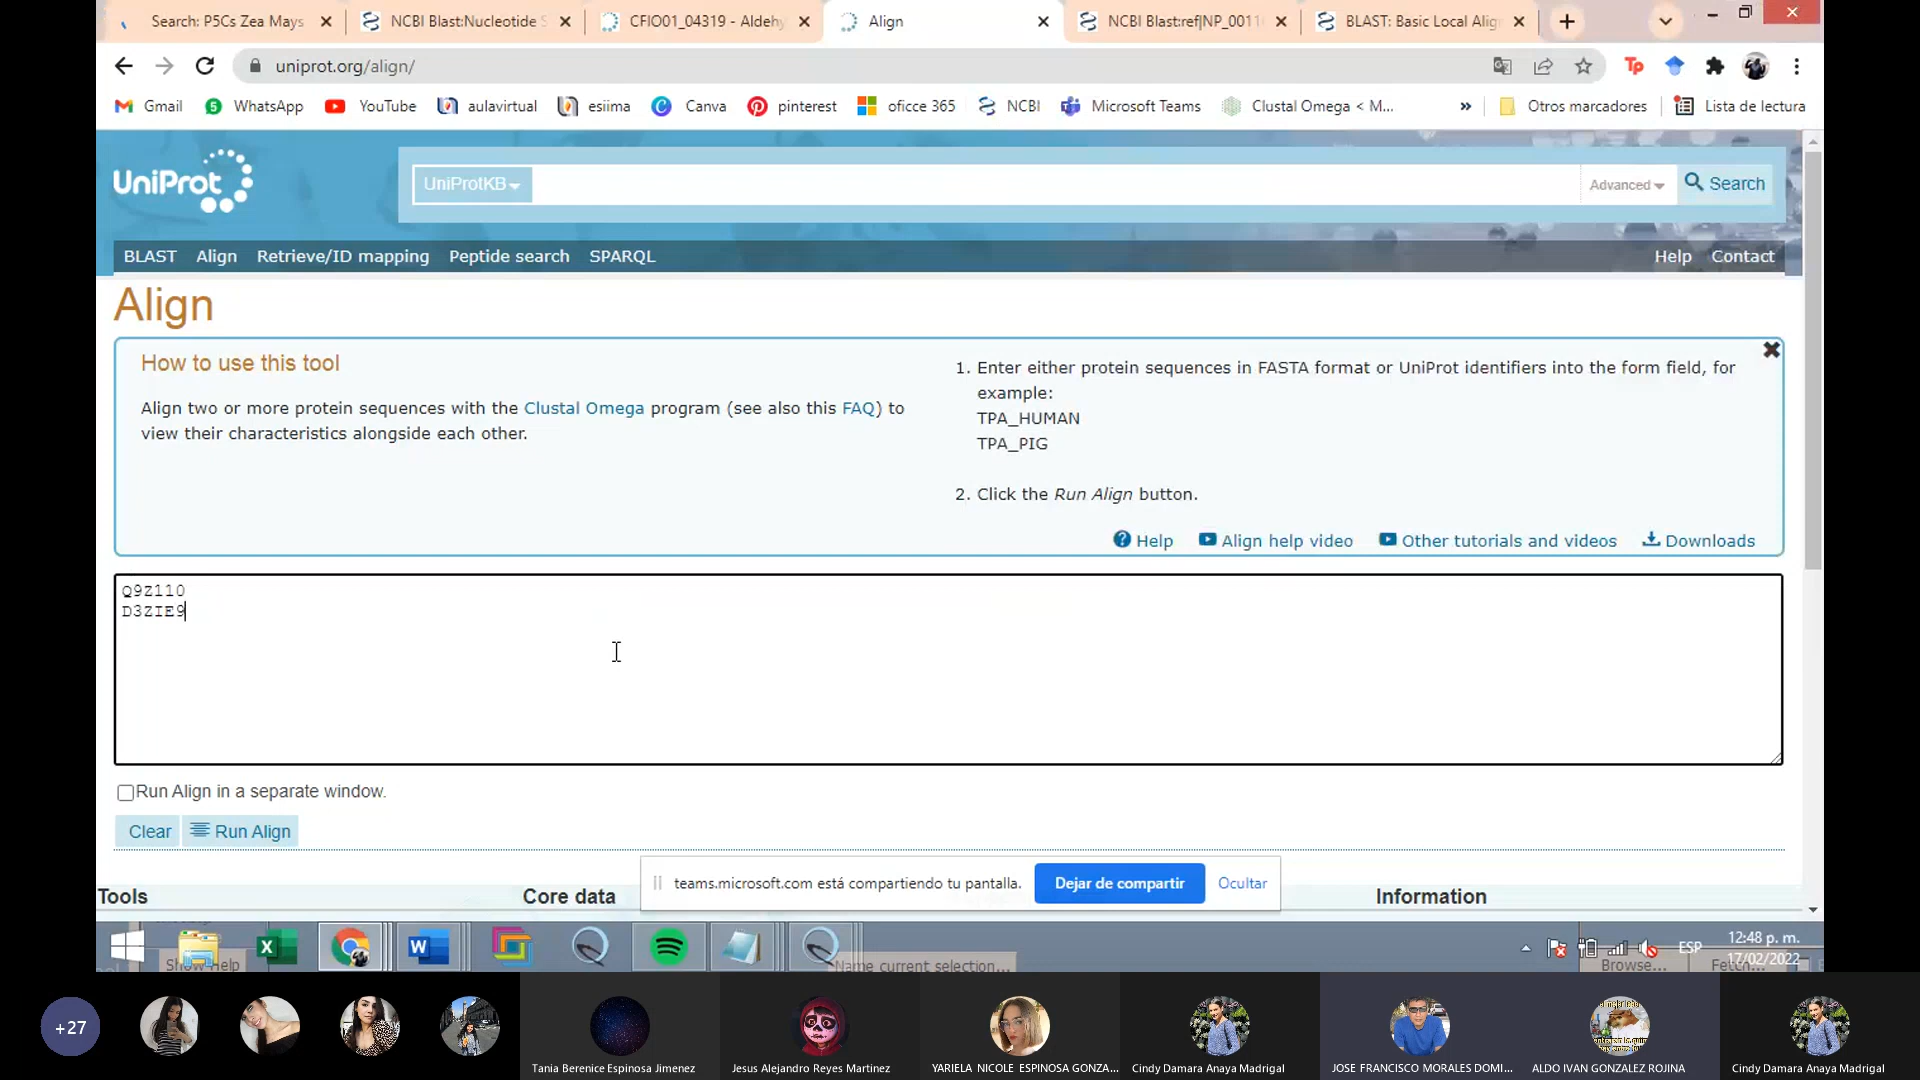 Search: P5Cs Zea Mays
NCBI Blast:Nucleotide S
CFIO01_04319 - Aldehy
Align
NCBI Blast:ref|NP_0011
BLAST: Basic Local Alig
uniprot.org/align/
Gmail
WhatsApp
YouTube
aulavirtual
esiima
Canva
pinterest
oficce 365
NCBI
Microsoft Teams
Clustal Omega < M...
»
Otros marcadores
Lista de lectura
UniProt
UniProtKB
Advanced
Search
BLAST Align Retrieve/ID mapping Peptide search SPARQL
Help Contact
Align
How to use this tool
Align two or more protein sequences with the Clustal Omega program (see also this FAQ) to
view their characteristics alongside each other.
1. Enter either protein sequences in FASTA format or UniProt identifiers into the form field, for
example:
TPA_HUMAN
TPA_PIG
2. Click the Run Align button.
Help
Align help video
Other tutorials and videos
Downloads
Q9Z110
D3ZIE9
Run Align in a separate window.
Clear
Run Align
Tools
Core data
Information
teams.microsoft.com está compartiendo tu pantalla.
Dejar de compartir
Ocultar
Show Help
Name current selection...
ESP
12:48 p. m.
17/02/2022
Browse...
Fetch...
+27
Tania Berenice Espinosa Jimenez
Jesus Alejandro Reyes Martinez
YARIELA NICOLE ESPINOSA GONZA...
Cindy Damara Anaya Madrigal
JOSE FRANCISCO MORALES DOMI...
ALDO IVAN GONZALEZ ROJINA
Cindy Damara Anaya Madrigal